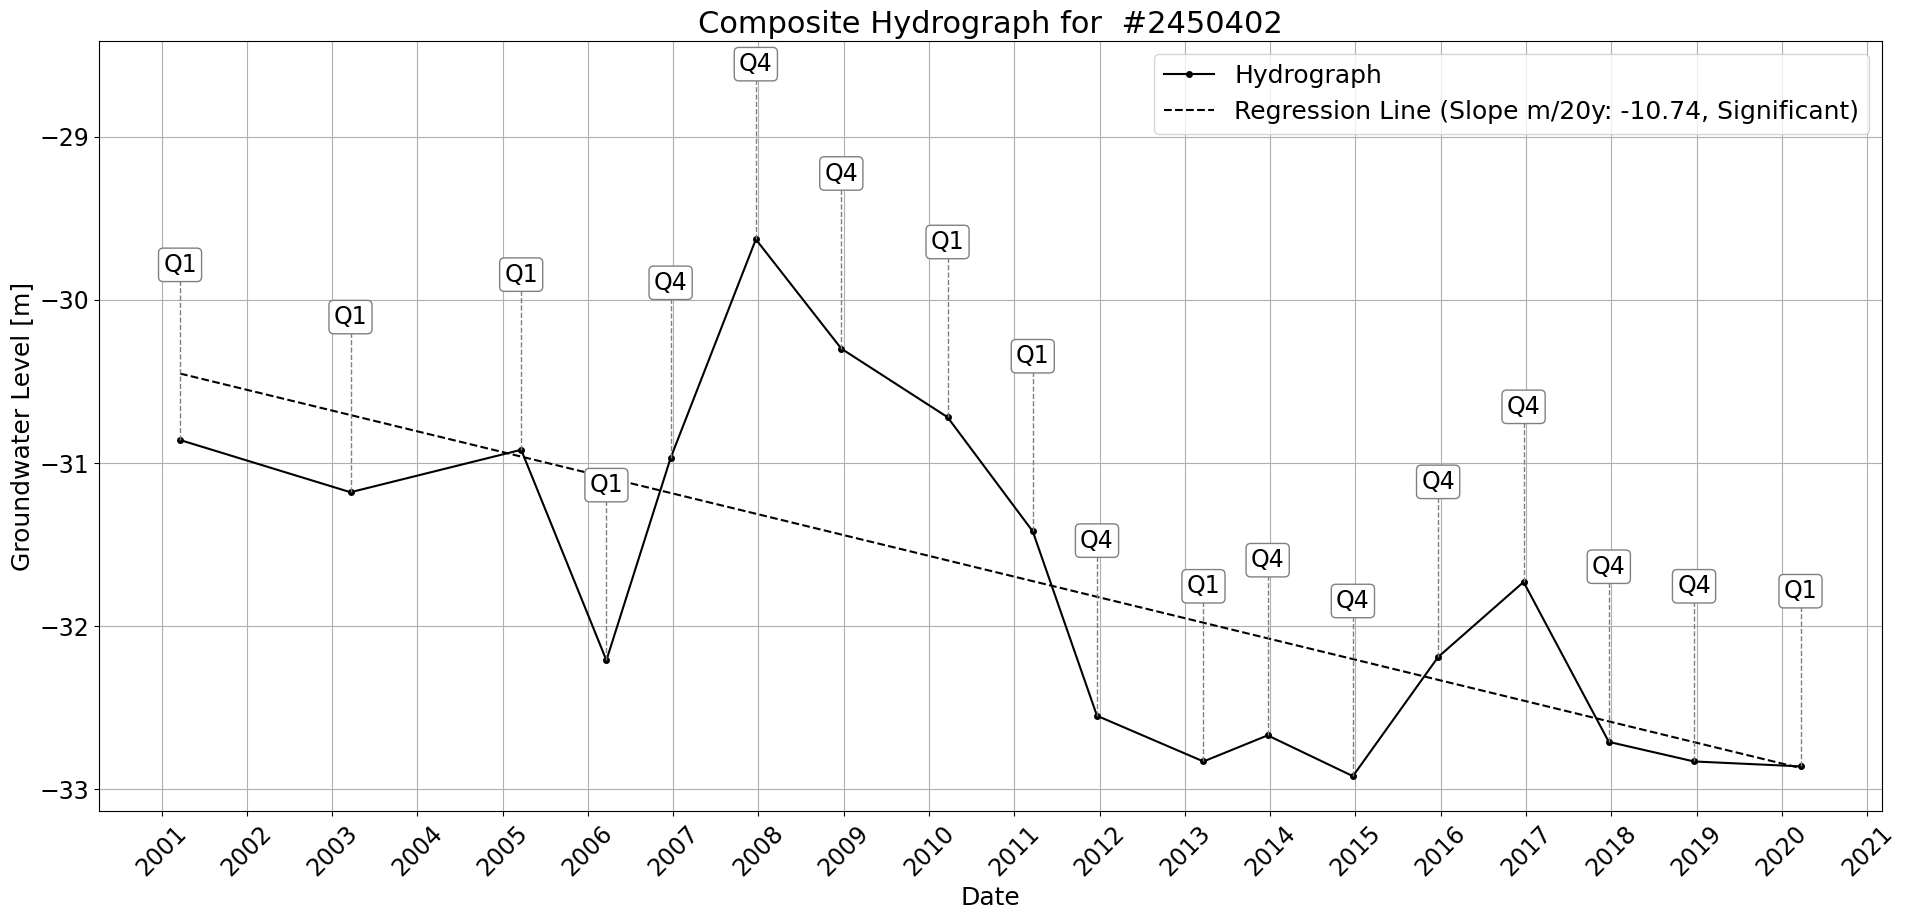 Composite Hydrograph for  #2450402
Hydrograph
Regression Line (Slope m/20y: -10.74, Significant)
Groundwater Level [m]
−29
−30
−31
−32
−33
Q1
Q1
Q1
Q1
Q4
Q4
Q4
Q1
Q1
Q4
Q1
Q4
Q4
Q4
Q4
Q4
Q4
Q1
2001
2002
2003
2004
2005
2006
2007
2008
2009
2010
2011
2012
2013
2014
2015
2016
2017
2018
2019
2020
2021
Date